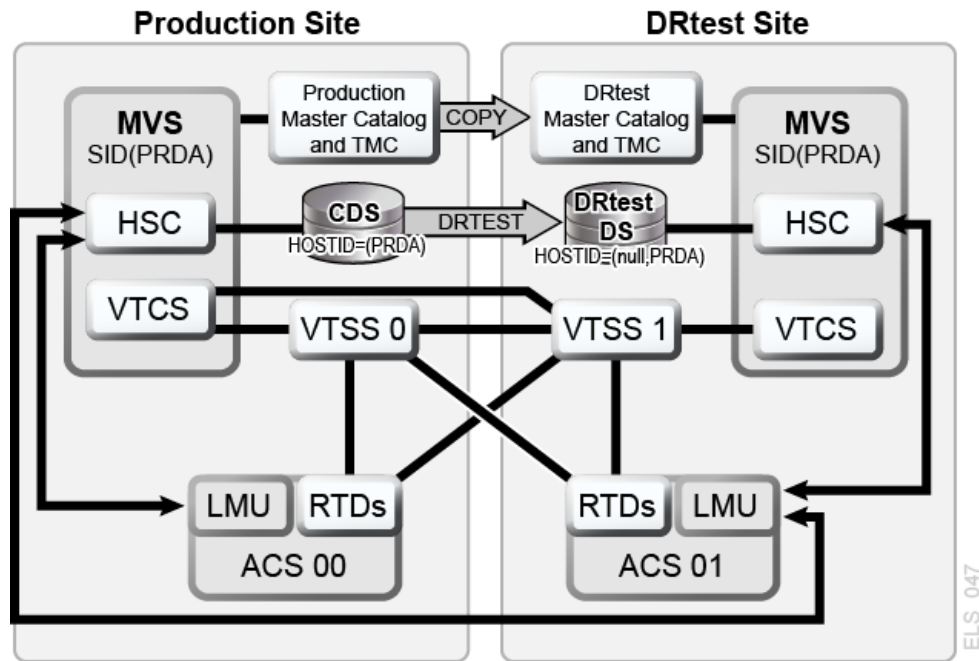 Production Site
DRtest Site
MVS
SID(PRDA)
Production
Master Catalog
and TMC
COPY
DRtest
Master Catalog
and TMC
MVS
SID(PRDA)
HSC
CDS
HOSTID=(PRDA)
DRTEST
DRtest
DS
HOSTID=(null,PRDA)
HSC
VTCS
VTSS 0
VTSS 1
VTCS
LMU
RTDs
ACS 00
RTDs
LMU
ACS 01
ELS_047